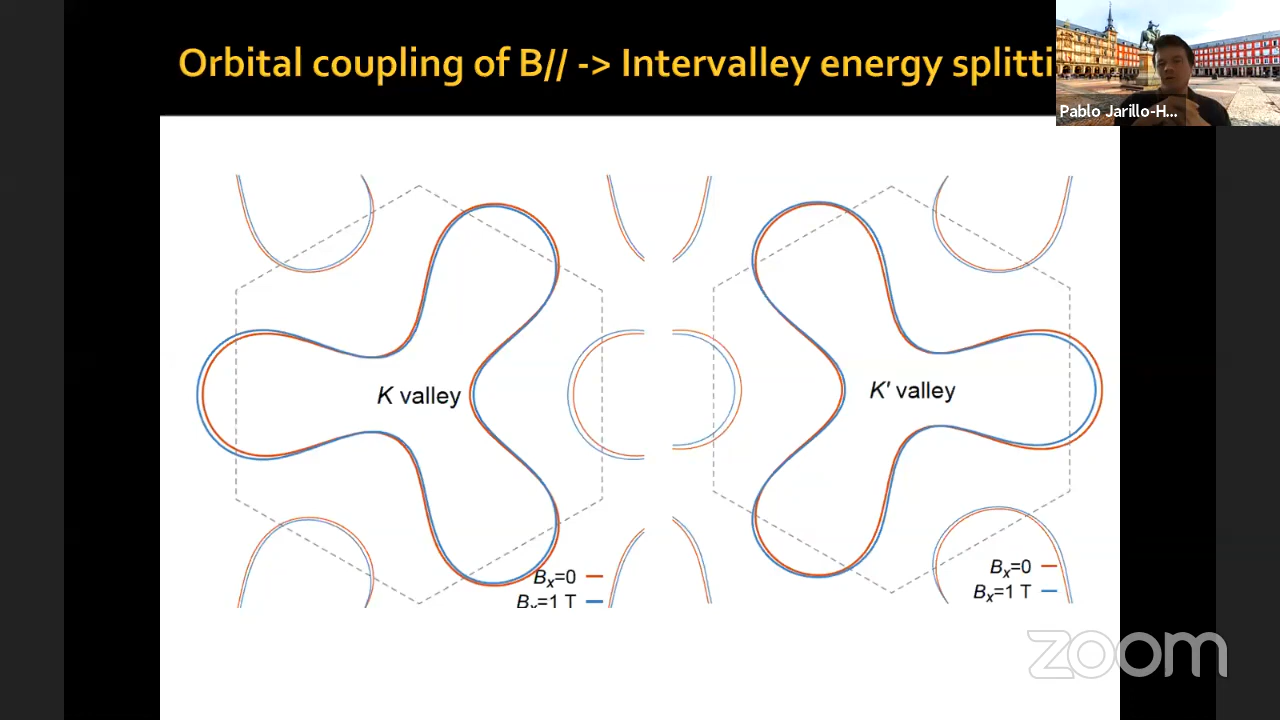 Orbital coupling of B// -> Intervalley energy splitti
Pablo Jarillo-H...
K valley
K' valley
Bx=0
Bx=1 T
Bx=0
Bx=1 T
zoom